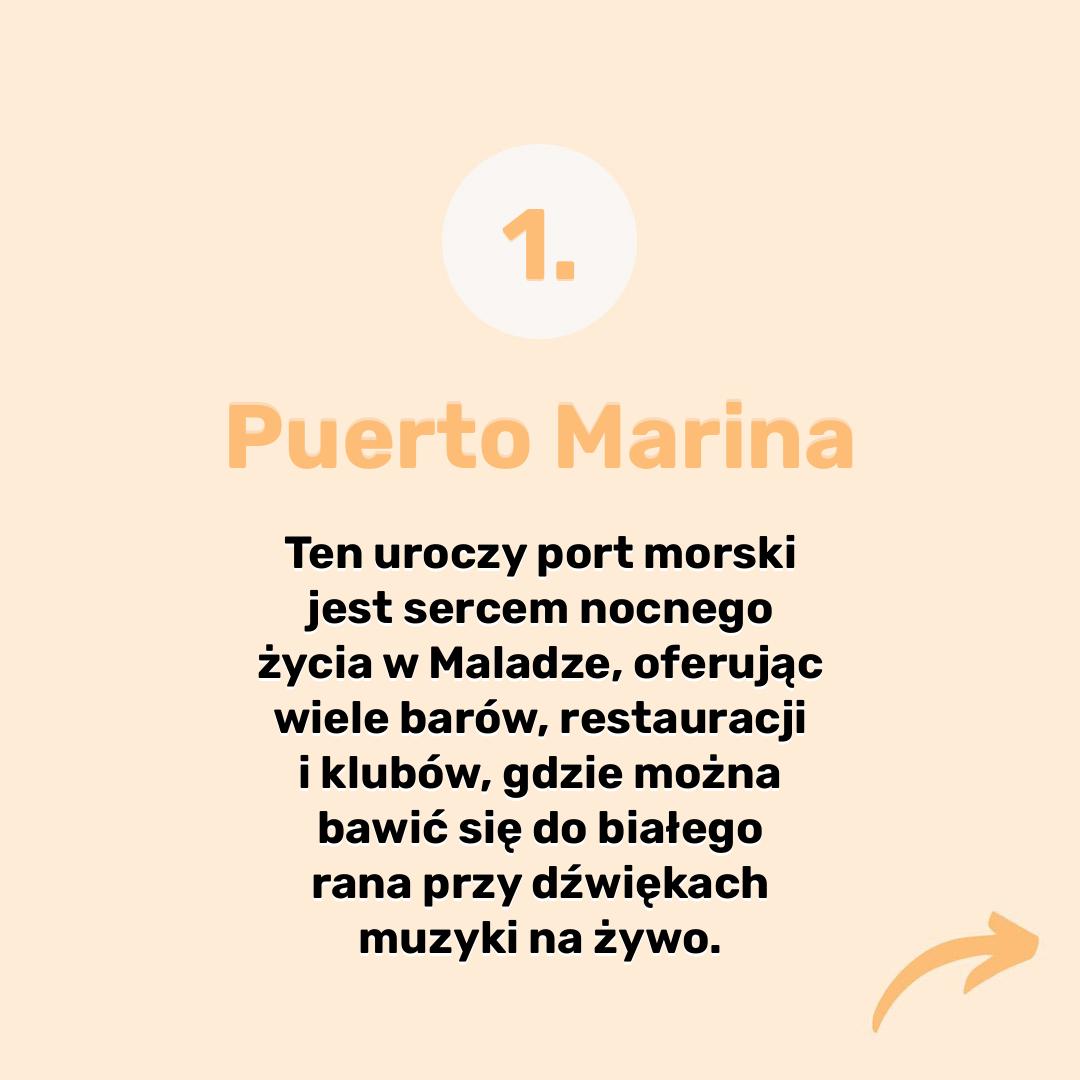 1.
Puerto Marina
Ten uroczy port morski
jest sercem nocnego
życia w Maladze, oferując
wiele barów, restauracji
i klubów, gdzie można
bawić się do białego
rana przy dźwiękach
muzyki na żywo.